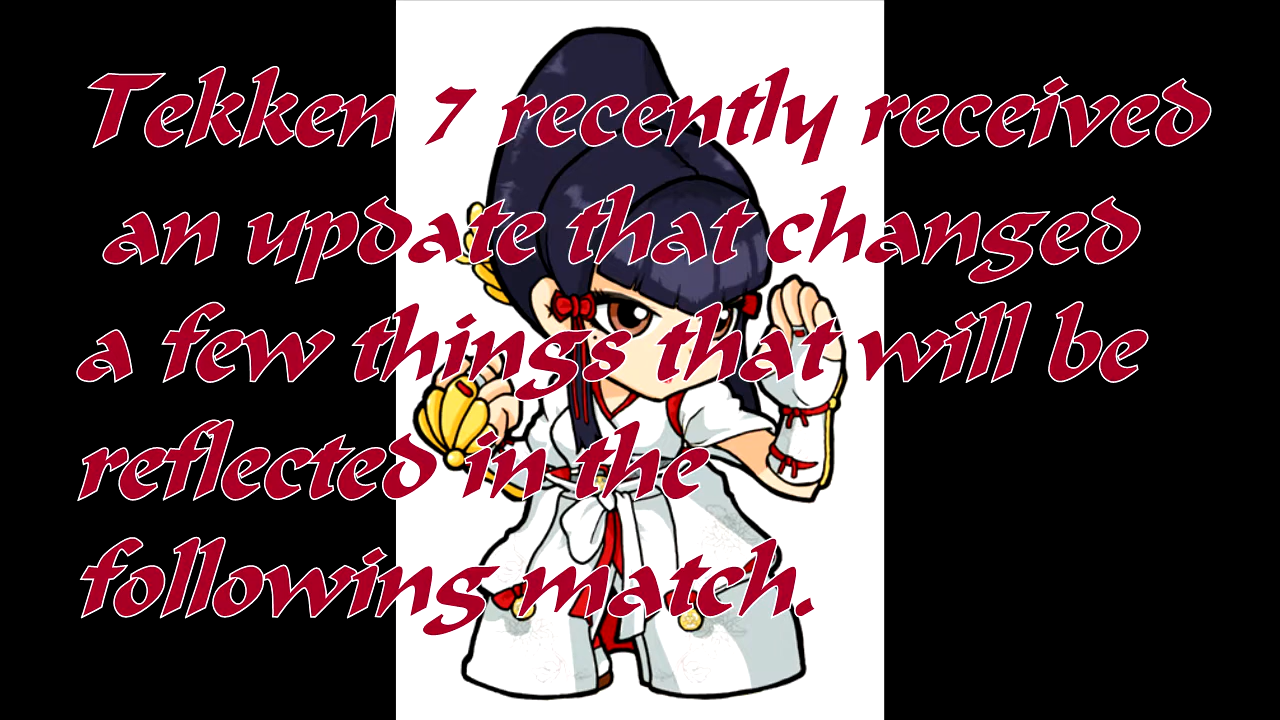 Tekken 7 recently received
an update that changed
a few things that will be
reflected in the
following match.